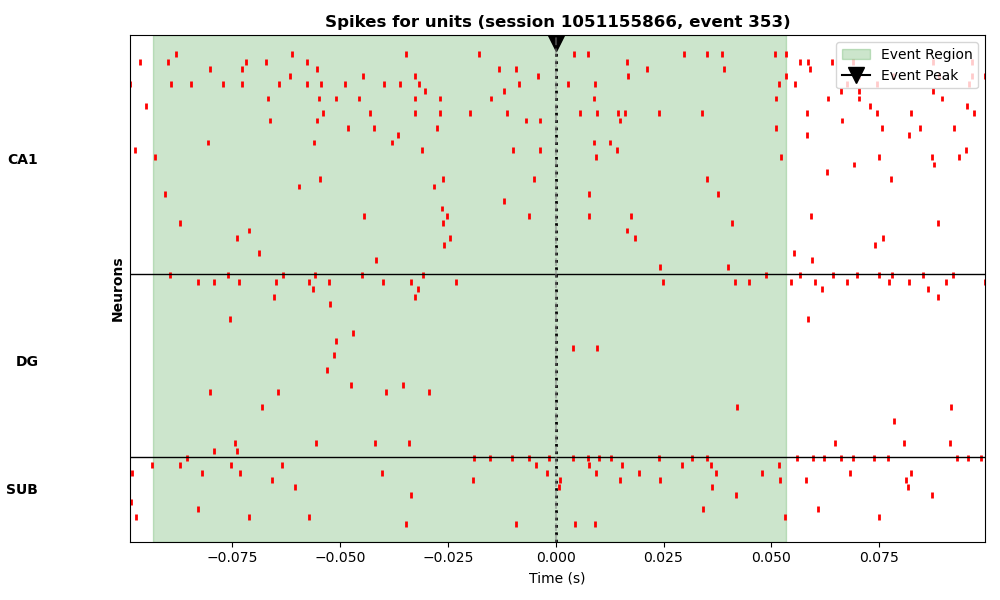 Spikes for units (session 1051155866, event 353)
Event Region
Event Peak
CA1
DG
SUB
Neurons
−0.075
−0.050
−0.025
0.000
0.025
0.050
0.075
Time (s)